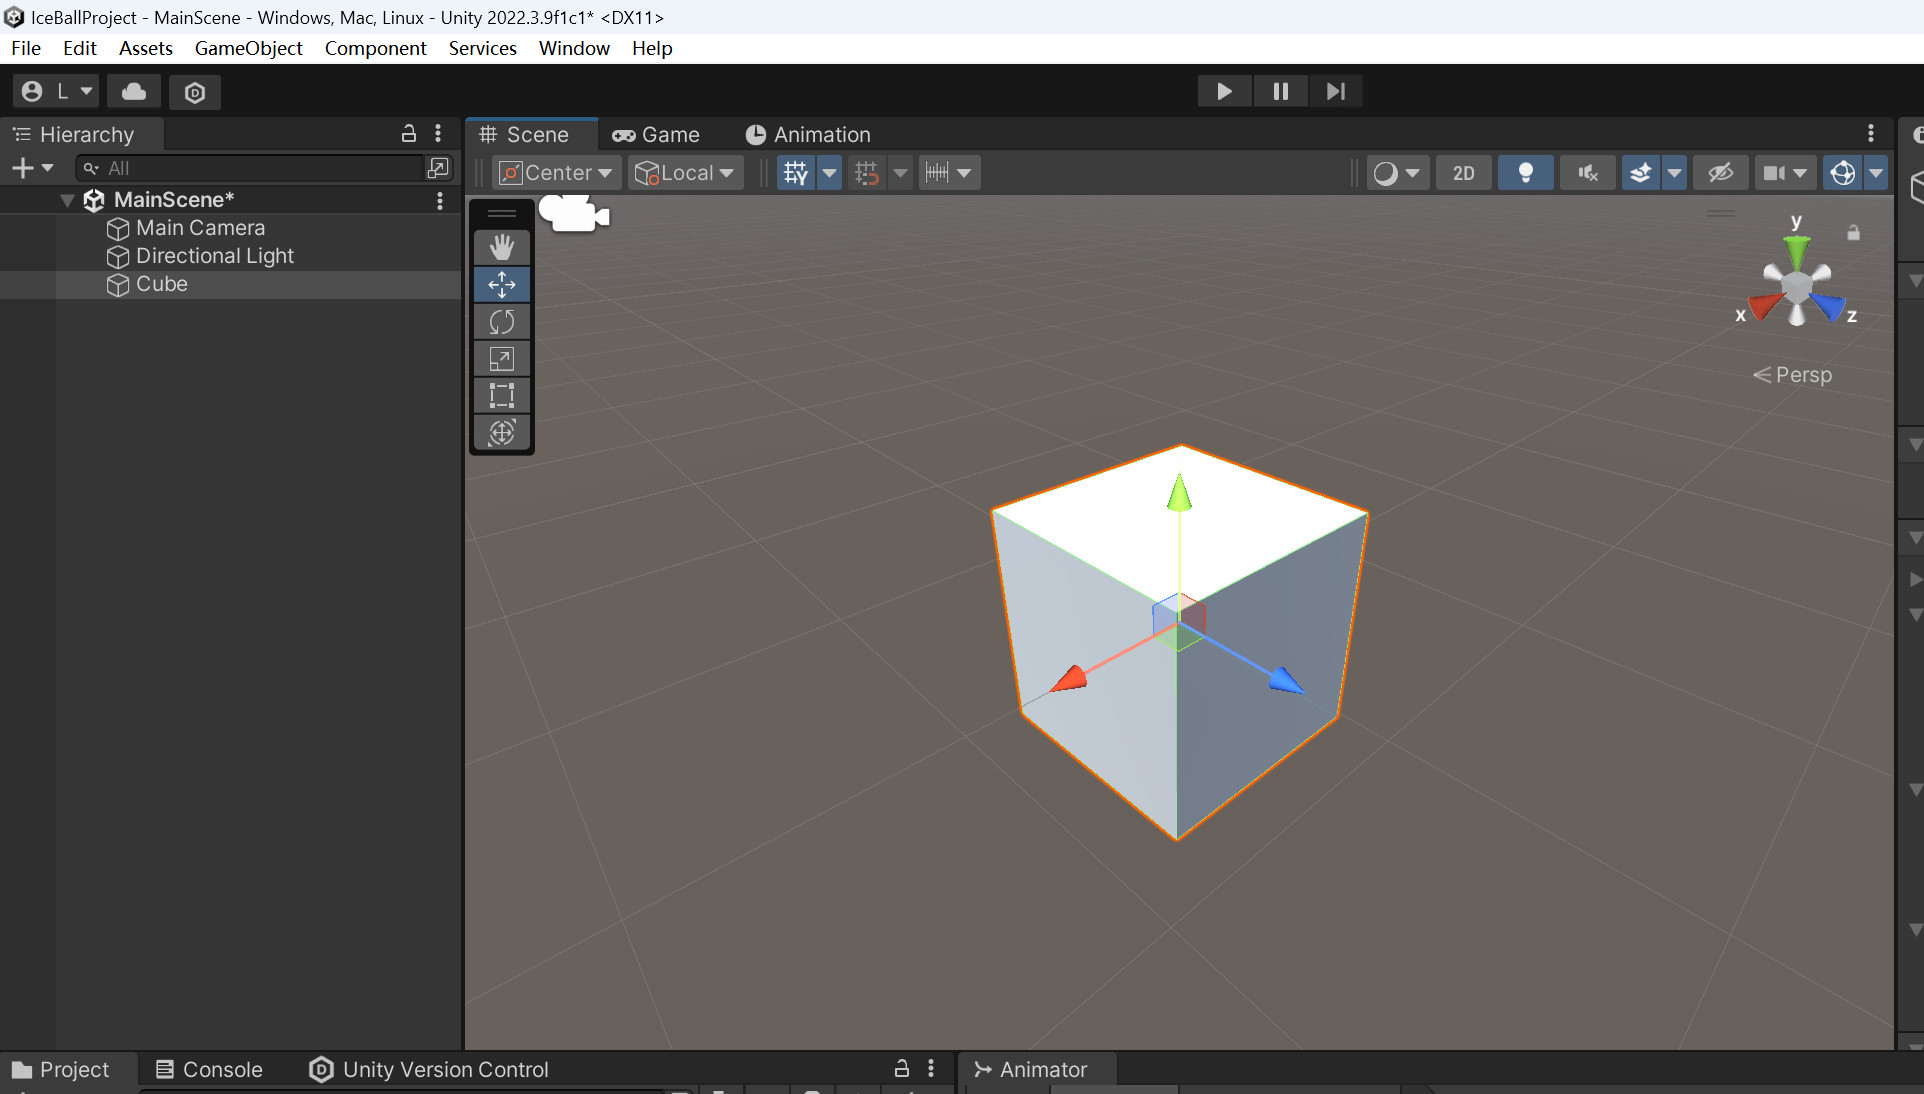 IceBallProject - MainScene - Windows, Mac, Linux - Unity 2022.3.9f1c1* <DX11>
File Edit Assets GameObject Component Services Window Help
L
Hierarchy
Scene Game Animation
All
Center Local 2D
MainScene*
Main Camera
Directional Light
Cube
y
x z
Persp
Project Console Unity Version Control Animator